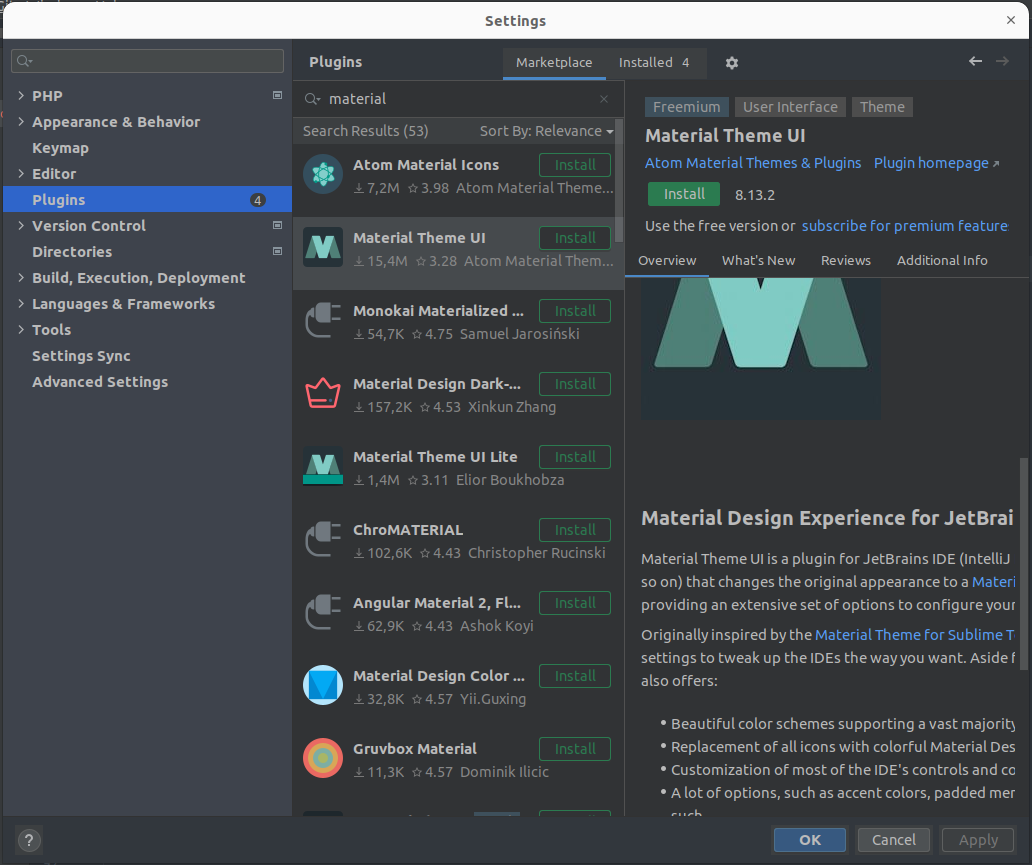 Settings
PHP
Appearance & Behavior
Keymap
Editor
Plugins 4
Version Control
Directories
Build, Execution, Deployment
Languages & Frameworks
Tools
Settings Sync
Advanced Settings
Plugins
Marketplace
Installed 4
material
Search Results (53) Sort By: Relevance
Atom Material Icons Install
7,2M 3.98 Atom Material Theme...
Material Theme UI Install
15,4M 3.28 Atom Material Them...
Monokai Materialized ... Install
54,7K 4.75 Samuel Jarosiński
Material Design Dark-... Install
157,2K 4.53 Xinkun Zhang
Material Theme UI Lite Install
1,4M 3.11 Elior Boukhobza
ChroMATERIAL Install
102,6K 4.43 Christopher Rucinski
Angular Material 2, Fl... Install
62,9K 4.43 Ashok Koyi
Material Design Color ... Install
32,8K 4.57 Yii.Guxing
Gruvbox Material Install
11,3K 4.57 Dominik Ilicic
Freemium User Interface Theme
Material Theme UI
Atom Material Themes & Plugins Plugin homepage
Install 8.13.2
Use the free version or subscribe for premium feature
Overview What's New Reviews Additional Info
Material Design Experience for JetBrai
Material Theme UI is a plugin for JetBrains IDE (IntelliJ
so on) that changes the original appearance to a Materi
providing an extensive set of options to configure your
Originally inspired by the Material Theme for Sublime T
settings to tweak up the IDEs the way you want. Aside f
also offers:
• Beautiful color schemes supporting a vast majority
• Replacement of all icons with colorful Material Des
• Customization of most of the IDE's controls and co
• A lot of options, such as accent colors, padded mer
such
?
OK Cancel Apply